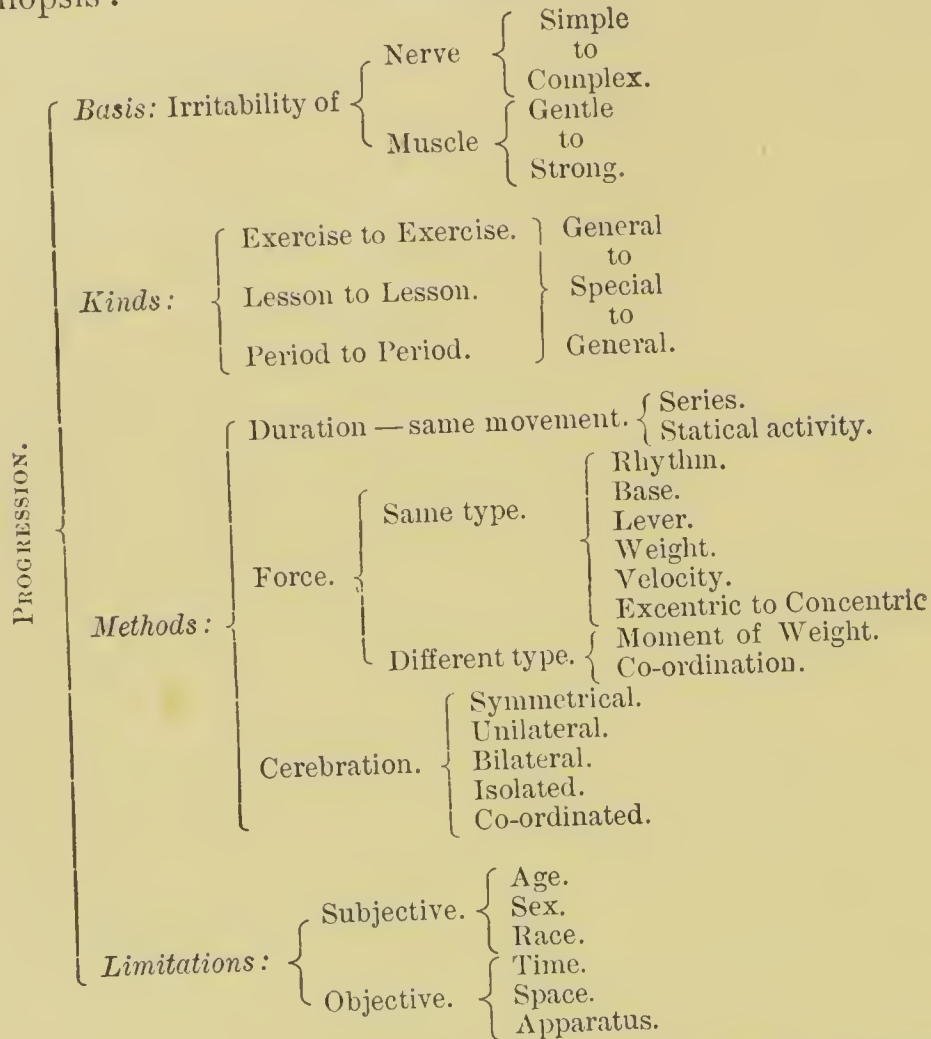 nopsis:
PROGRESSION.
Basis: Irritability of
Nerve
Simple
to
Complex.
Muscle
Gentle
to
Strong.
Kinds:
Exercise to Exercise.
Lesson to Lesson.
Period to Period.
General
to
Special
to
General.
Methods:
Duration — same movement.
Series.
Statical activity.
Force.
Same type.
Rhythm.
Base.
Lever.
Weight.
Velocity.
Excentric to Concentric
Different type.
Moment of Weight.
Co-ordination.
Cerebration.
Symmetrical.
Unilateral.
Bilateral.
Isolated.
Co-ordinated.
Limitations:
Subjective.
Age.
Sex.
Race.
Objective.
Time.
Space.
Apparatus.